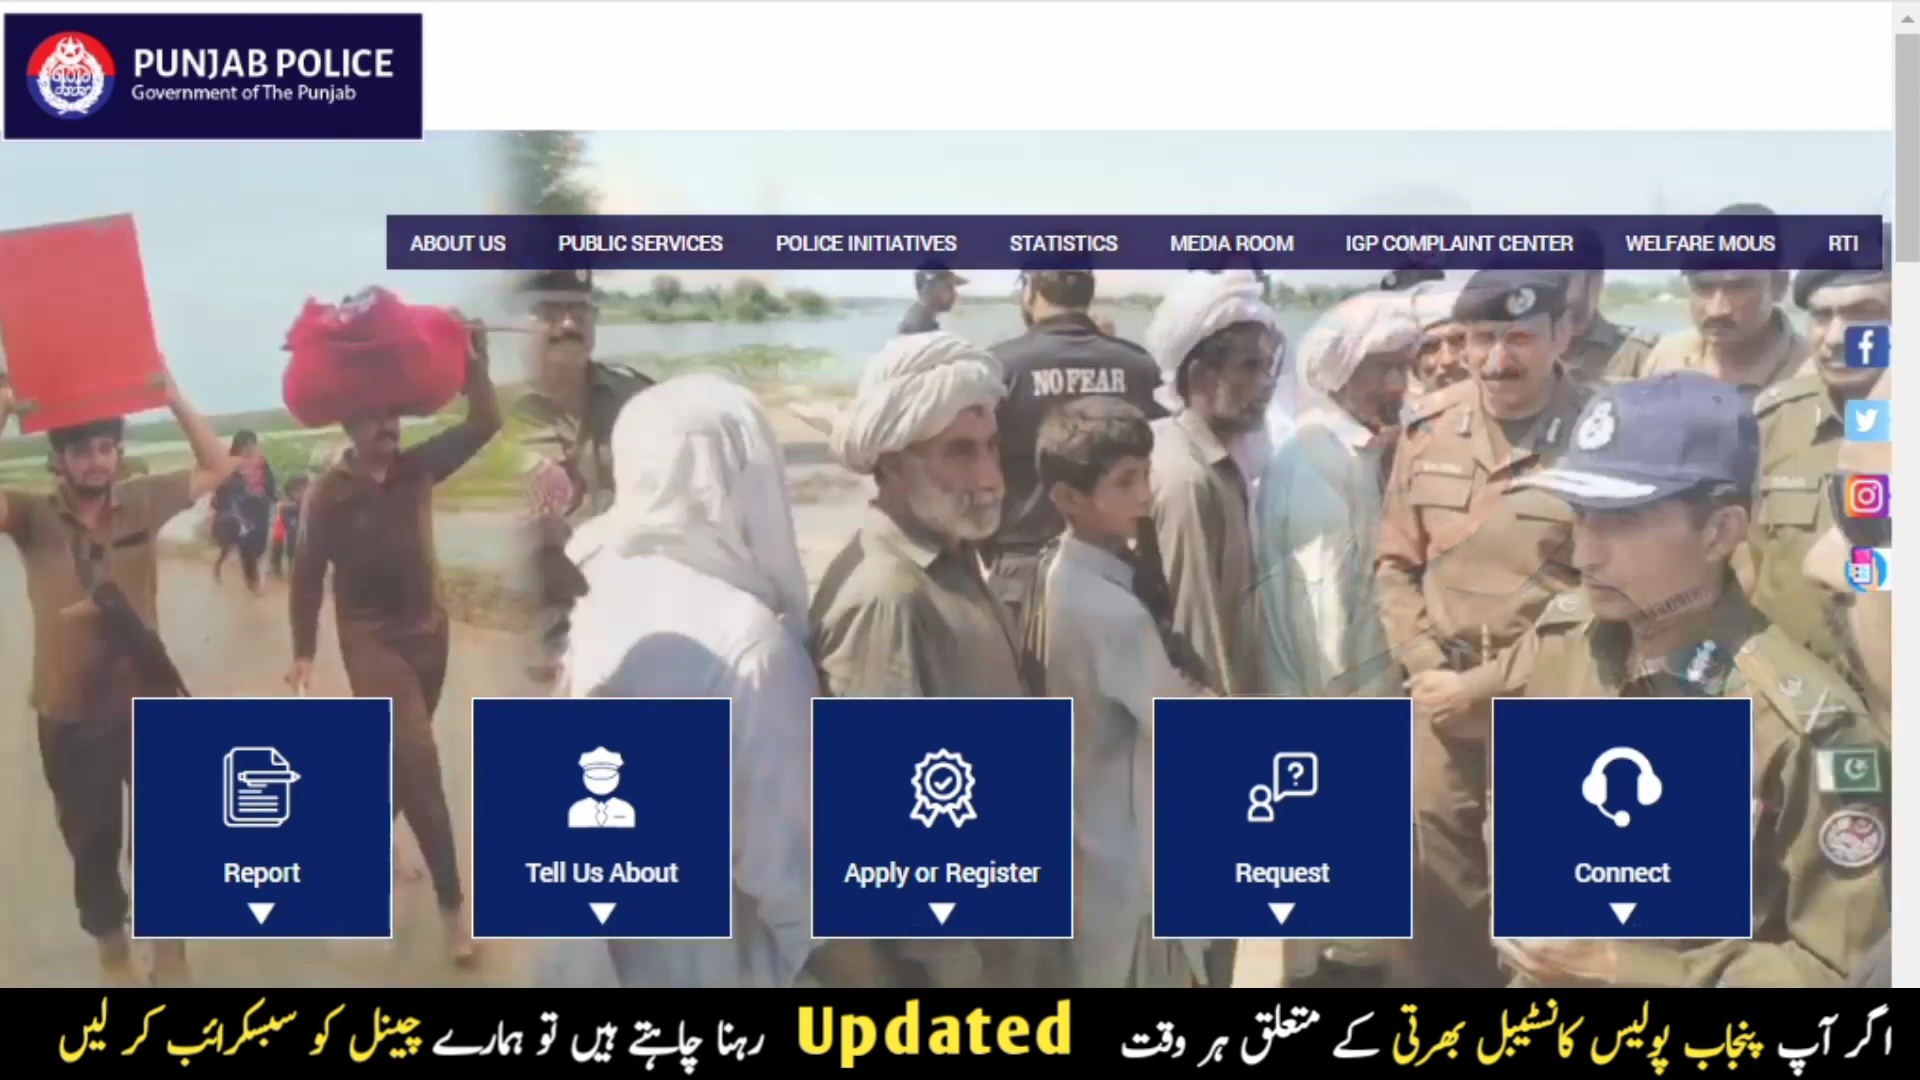 PUNJAB POLICE
Government of The Punjab
ABOUT US PUBLIC SERVICES POLICE INITIATIVES STATISTICS MEDIA ROOM IGP COMPLAINT CENTER WELFARE MOUS RTI
NO FEAR
Report
Tell Us About
Apply or Register
Request
Connect
اگر آپ پنجاب پولیس کانسٹیبل بھرتی کے متعلق ہر وقت Updated رہنا چاہتے ہیں تو ہمارے چینل کو سبسکرائب کر لیں